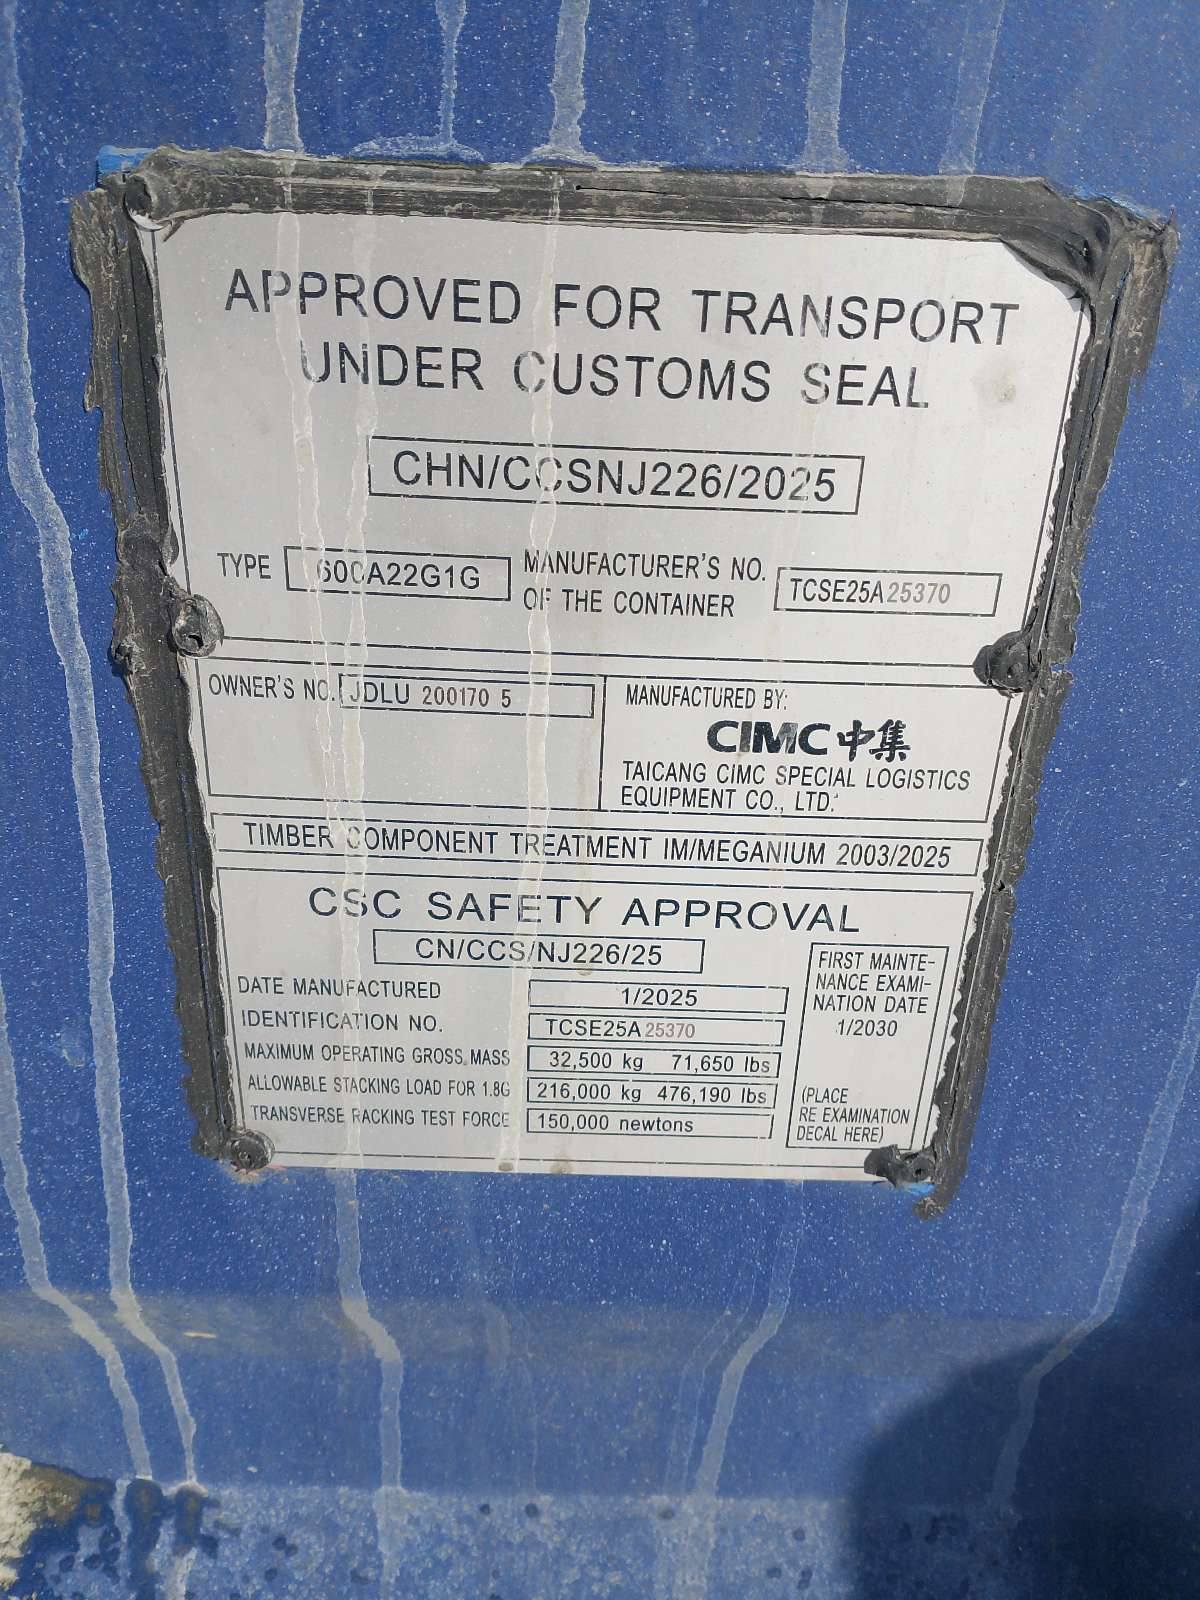 APPROVED FOR TRANSPORT
UNDER CUSTOMS SEAL
CHN/CCSNJ226/2025
TYPE 60CA22G1G MANUFACTURER'S NO. OF THE CONTAINER TCSE25A25370
OWNER'S NO. JDLU 200170 5
MANUFACTURED BY:
CIMC中集
TAICANG CIMC SPECIAL LOGISTICS
EQUIPMENT CO., LTD.
TIMBER COMPONENT TREATMENT IM/MEGANIUM 2003/2025
CSC SAFETY APPROVAL
CN/CCS/NJ226/25
DATE MANUFACTURED 1/2025
IDENTIFICATION NO. TCSE25A25370
MAXIMUM OPERATING GROSS MASS 32,500 kg 71,650 lbs
ALLOWABLE STACKING LOAD FOR 1.8G 216,000 kg 476,190 lbs
TRANSVERSE RACKING TEST FORCE 150,000 newtons
FIRST MAINTE-
NANCE EXAMI-
NATION DATE
1/2030
(PLACE
RE EXAMINATION
DECAL HERE)